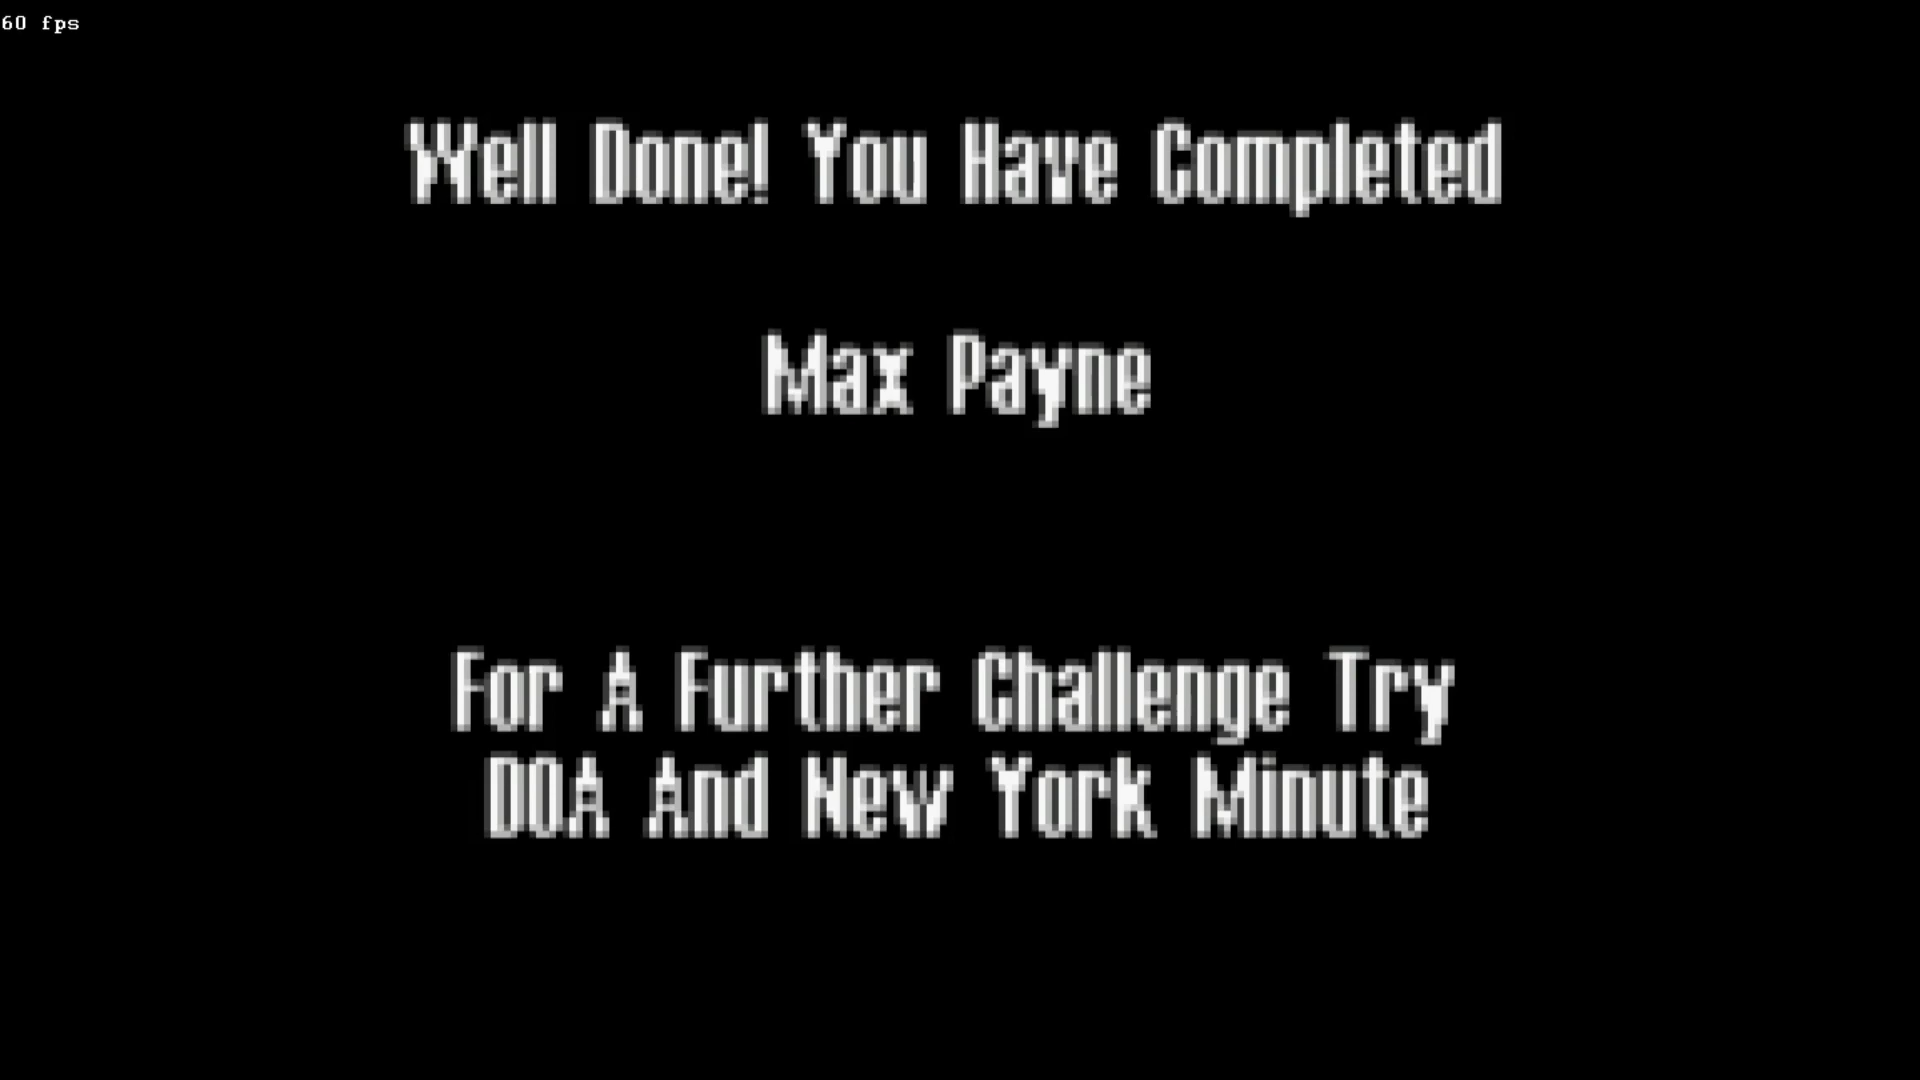 60 fps
Well Done! You Have Completed
Max Payne
For A Further Challenge Try
DOA And New York Minute